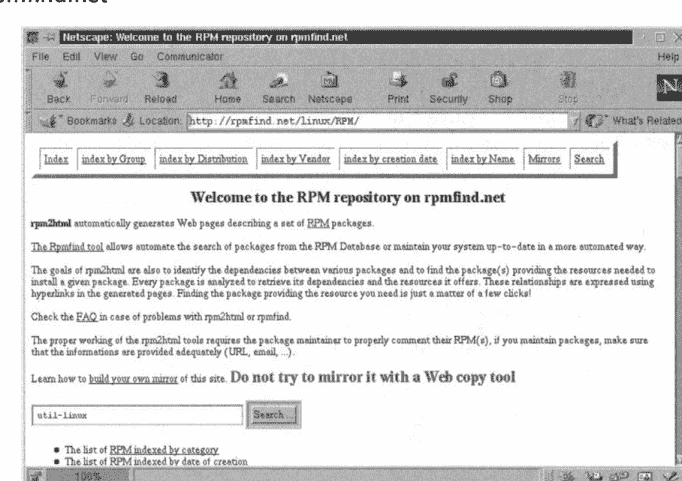 Netscape: Welcome to the RPM repository on rpmfind.net
File Edit View Go Communicator Help
Back Forward Reload Home Search Netscape Print Security Shop Stop
N
Bookmarks Location: http://rpmfind.net/linux/RPM/ What's Related
Index index by Group index by Distribution index by Vendor index by creation date index by Name Mirrors Search
Welcome to the RPM repository on rpmfind.net
rpm2html automatically generates Web pages describing a set of RPM packages.
The Rpmfind tool allows automate the search of packages from the RPM Database or maintain your system up-to-date in a more automated way.
The goals of rpm2html are also to identify the dependencies between various packages and to find the package(s) providing the resources needed to
install a given package. Every package is analyzed to retrieve its dependencies and the resources it offers. These relationships are expressed using
hyperlinks in the generated pages. Finding the package providing the resource you need is just a matter of a few clicks!
Check the FAQ in case of problems with rpm2html or rpmfind.
The proper working of the rpm2html tools requires the package maintainer to properly comment their RPM(s), if you maintain packages, make sure
that the informations are provided adequately (URL, email, ...).
Learn how to build your own mirror of this site. Do not try to mirror it with a Web copy tool
util-linux Search ...
The list of RPM indexed by category
The list of RPM indexed by date of creation
100%